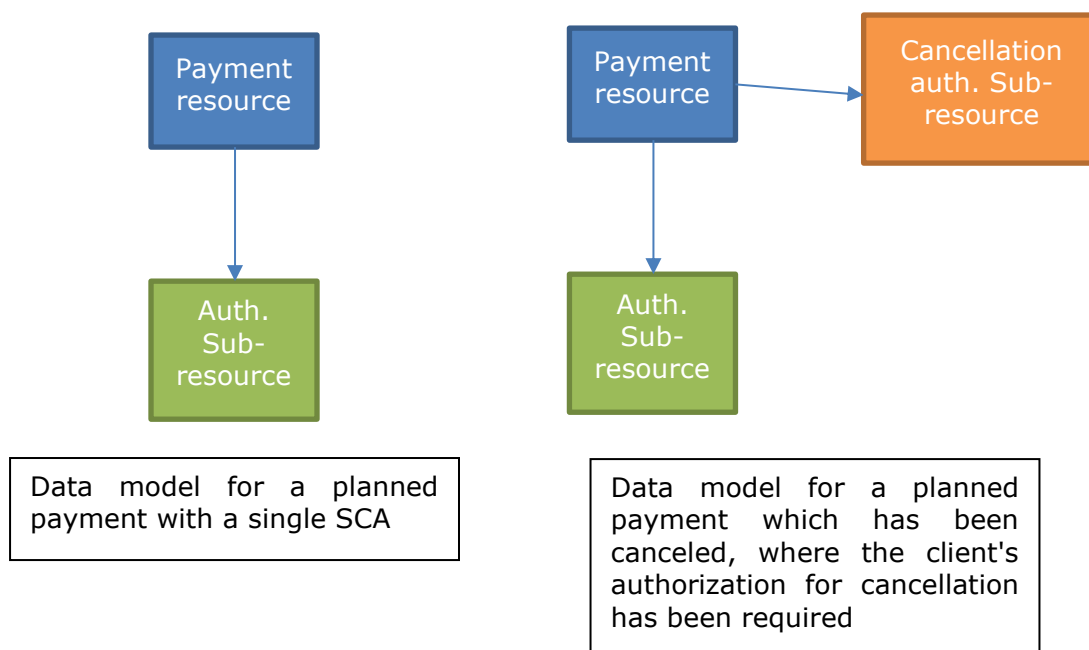 Payment
resource
Auth.
Sub-
resource
Data model for a planned
payment with a single SCA
Payment
resource
Cancellation
auth. Sub-
resource
Auth.
Sub-
resource
Data model for a planned
payment which has been
canceled, where the client's
authorization for cancellation
has been required